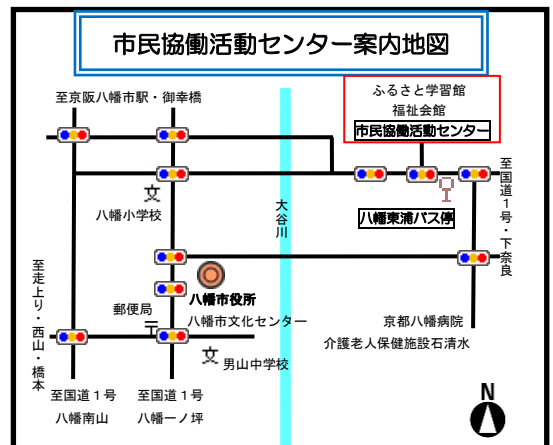 市民協働活動センター案内地図
至京阪八幡市駅・御幸橋
ふるさと学習館
福祉会館
市民協働活動センター
至国道１号・下奈良
八幡小学校
大谷川
八幡東浦バス停
至走上り・西山・橋本
郵便局
八幡市役所
八幡市文化センター
京都八幡病院
介護老人保健施設石清水
男山中学校
至国道１号
八幡南山
至国道１号
八幡一ノ坪
N